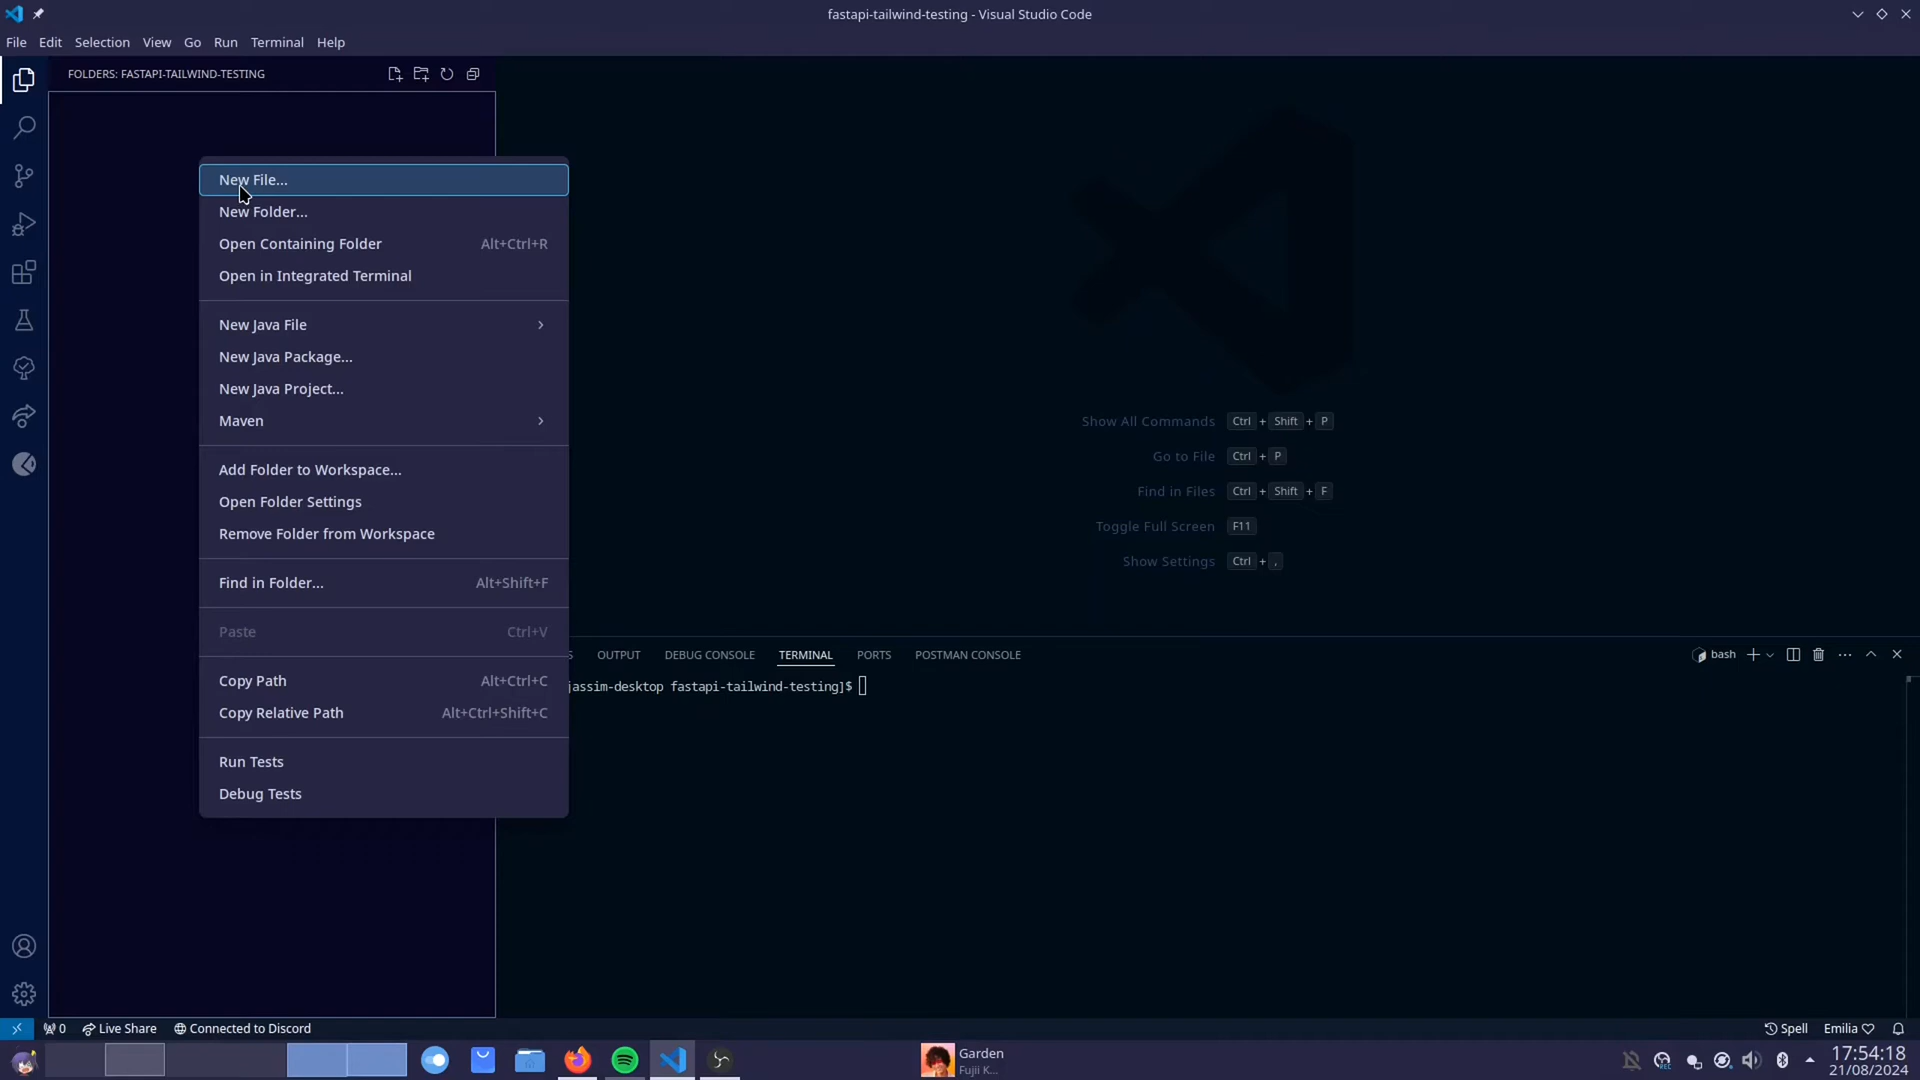 fastapi-tailwind-testing - Visual Studio Code
File Edit Selection View Go Run Terminal Help
FOLDERS: FASTAPI-TAILWIND-TESTING
New File...
New Folder...
Open Containing Folder Alt+Ctrl+R
Open in Integrated Terminal
New Java File
New Java Package...
New Java Project...
Maven
Add Folder to Workspace...
Open Folder Settings
Remove Folder from Workspace
Find in Folder... Alt+Shift+F
Paste Ctrl+V
Copy Path Alt+Ctrl+C
Copy Relative Path Alt+Ctrl+Shift+C
Run Tests
Debug Tests
Show All Commands Ctrl + Shift + P
Go to File Ctrl + P
Find in Files Ctrl + Shift + F
Toggle Full Screen F11
Show Settings Ctrl + ,
S OUTPUT DEBUG CONSOLE TERMINAL PORTS POSTMAN CONSOLE
bash
jassim-desktop fastapi-tailwind-testing]$
0 Live Share Connected to Discord
Spell Emilia
Garden
Fujii K...
REC
17:54:18
21/08/2024